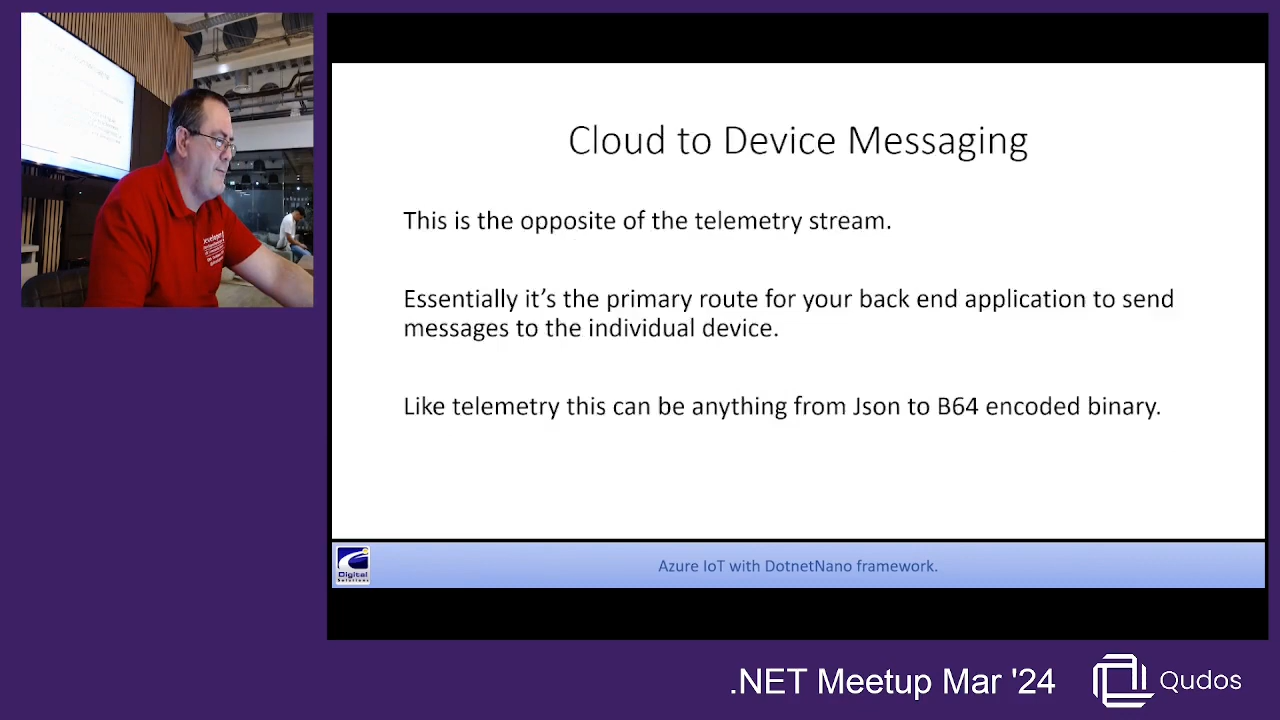 Cloud to Device Messaging
This is the opposite of the telemetry stream.
Essentially it’s the primary route for your back end application to send
messages to the individual device.
Like telemetry this can be anything from Json to B64 encoded binary.
Digital
Solutions
Azure IoT with DotnetNano framework.
.NET Meetup Mar '24
Qudos